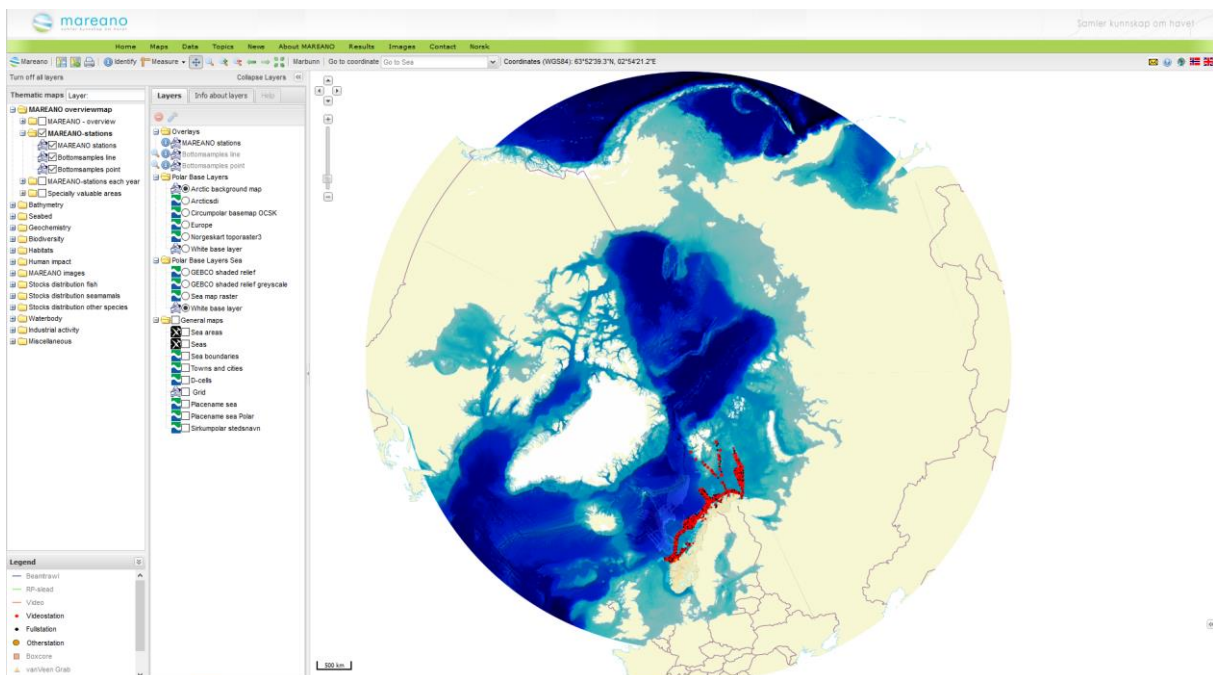 mareano
samler kunnskap om havet
Samler kunnskap om havet
Home Maps Data Topics News About MAREANO Results Images Contact Norsk
Mareano Identify Measure Marbunn Go to coordinate Go to Sea Coordinates (WGS84): 63°52'39.3"N, 02°54'21.2"E
Turn off all layers
Collapse Layers
Thematic maps Layer:
MAREANO overviewmap
MAREANO - overview
MAREANO-stations
MAREANO stations
Bottomsamples line
Bottomsamples point
MAREANO-stations each year
Specially valuable areas
Bathymetry
Seabed
Geochemistry
Biodiversity
Habitats
Human impact
MAREANO images
Stocks distribution fish
Stocks distribution seamamals
Stocks distribution other species
Waterbody
Industrial activity
Miscellaneous
Layers Info about layers Help
Overlays
MAREANO stations
Bottomsamples line
Bottomsamples point
Polar Base Layers
Arctic background map
Arcticsdi
Circumpolar basemap OCSK
Europe
Norgeskart toporaster3
White base layer
Polar Base Layers Sea
GEBCO shaded relief
GEBCO shaded relief greyscale
Sea map raster
White base layer
General maps
Sea areas
Seas
Sea boundaries
Towns and cities
D-cells
Grid
Placename sea
Placename sea Polar
Sirkumpolar stedsnavn
Legend
Beamtrawl
RP-slead
Video
Videostation
Fullstation
Otherstation
Boxcore
vanVeen Grab
500 km